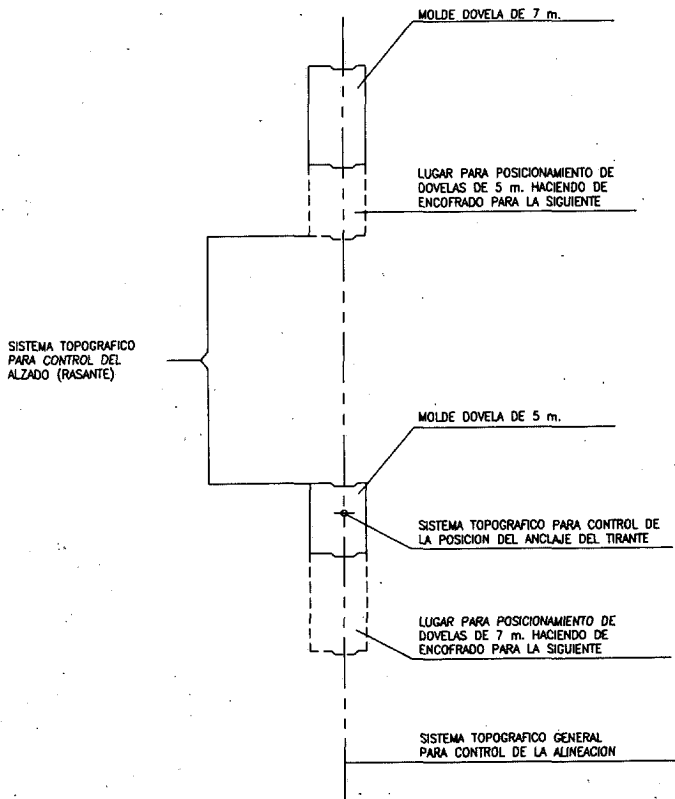 MOLDE DOVELA DE 7 m.
LUGAR PARA POSICIONAMIENTO DE
DOVELAS DE 5 m. HACIENDO DE
ENCOFRADO PARA LA SIGUIENTE
SISTEMA TOPOGRAFICO
PARA CONTROL DEL
ALZADO (RASANTE)
MOLDE DOVELA DE 5 m.
SISTEMA TOPOGRAFICO PARA CONTROL DE
LA POSICION DEL ANCLAJE DEL TIRANTE
LUGAR PARA POSICIONAMIENTO DE
DOVELAS DE 7 m. HACIENDO DE
ENCOFRADO PARA LA SIGUIENTE
SISTEMA TOPOGRAFICO GENERAL
PARA CONTROL DE LA ALINEACION